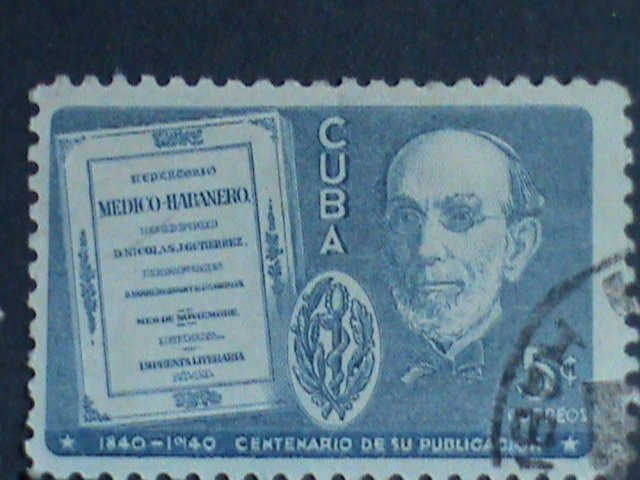 REPERTORIO
MEDICO-HABANERO.
D. NICOLAS J. GUTIERREZ.
MES DE NOVIEMBRE.
IMPRENTA LITERARIA
CUBA
5¢
CORREOS
1840-1940 CENTENARIO DE SU PUBLICACION